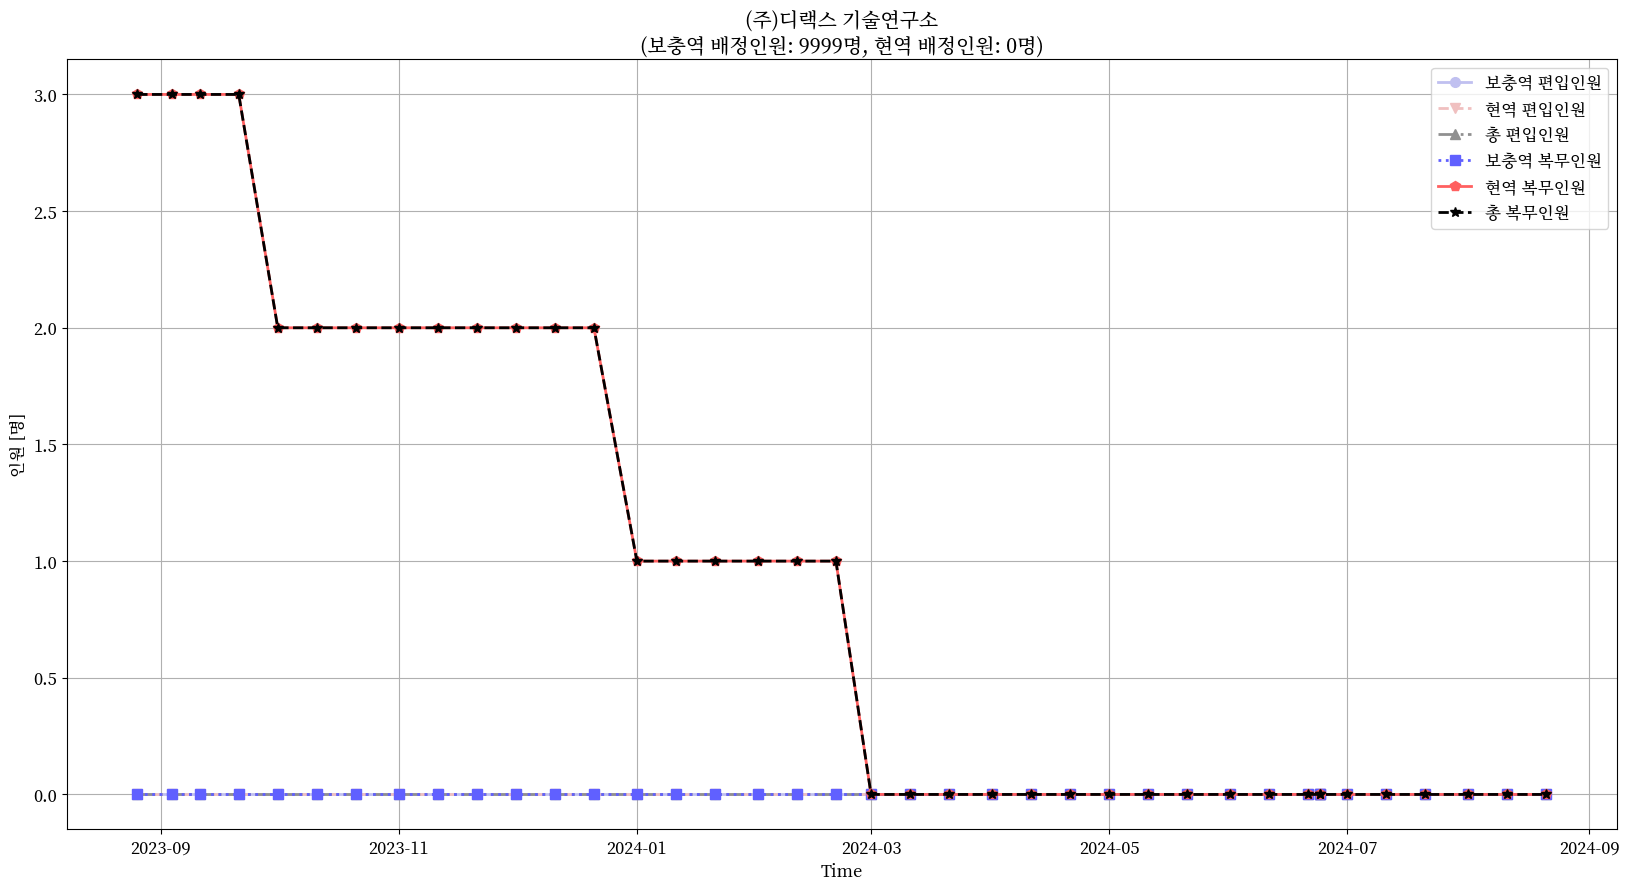 (주)디랙스 기술연구소
(보충역 배정인원: 9999명, 현역 배정인원: 0명)
보충역 편입인원
현역 편입인원
총 편입인원
보충역 복무인원
현역 복무인원
총 복무인원
인원 [명]
3.0
2.5
2.0
1.5
1.0
0.5
0.0
2023-09
2023-11
2024-01
2024-03
2024-05
2024-07
2024-09
Time